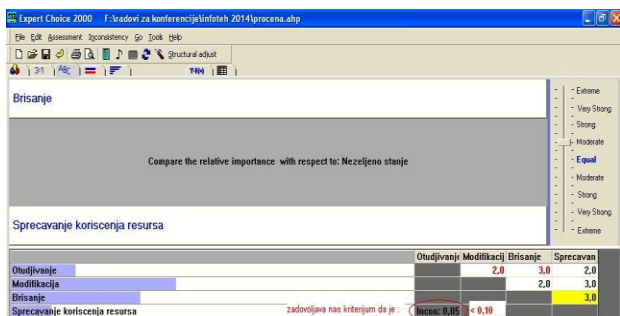 Expert Choice 2000 F:\radovi za konferencije\infoteh 2014\procena.ahp
File Edit Assessment Inconsistency Go Tools Help
Structural adjust
3:1 ABC
Brisanje
Compare the relative importance with respect to: Nezeljeno stanje
Sprecavanje koriscenja resursa
Extreme
Very Strong
Strong
Moderate
Equal
Moderate
Strong
Very Strong
Extreme
Otudjivanje Modifikacij Brisanje Sprecavan
Otudjivanje 2,0 3,0 2,0
Modifikacija 2,0 3,0
Brisanje 3,0
Sprecavanje koriscenja resursa zadovoljava nas kriterijum da je : Incon: 0,05 < 0,10